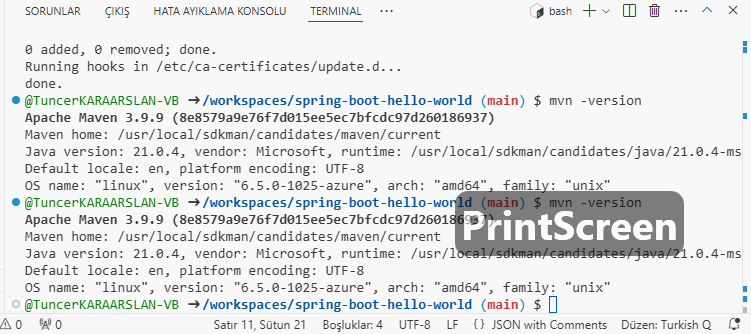 SORUNLAR ÇIKIŞ HATA AYIKLAMA KONSOLU TERMINAL bash
0 added, 0 removed; done.
Running hooks in /etc/ca-certificates/update.d...
done.
@TuncerKARAARSLAN-VB ➜/workspaces/spring-boot-hello-world (main) $ mvn -version
Apache Maven 3.9.9 (8e8579a9e76f7d015ee5ec7bfcdc97d260186937)
Maven home: /usr/local/sdkman/candidates/maven/current
Java version: 21.0.4, vendor: Microsoft, runtime: /usr/local/sdkman/candidates/java/21.0.4-ms
Default locale: en, platform encoding: UTF-8
OS name: "linux", version: "6.5.0-1025-azure", arch: "amd64", family: "unix"
@TuncerKARAARSLAN-VB ➜/workspaces/spring-boot-hello-world (main) $ mvn -version
Apache Maven 3.9.9 (8e8579a9e76f7d015ee5ec7bfcdc97d260186937)
PrintScreen
Maven home: /usr/local/sdkman/candidates/maven/current
Java version: 21.0.4, vendor: Microsoft, runtime: /usr/local/sdkman/candidates/java/21.0.4-ms
Default locale: en, platform encoding: UTF-8
OS name: "linux", version: "6.5.0-1025-azure", arch: "amd64", family: "unix"
@TuncerKARAARSLAN-VB ➜/workspaces/spring-boot-hello-world (main) $
0 0 Satır 11, Sütun 21 Boşluklar: 4 UTF-8 LF {} JSON with Comments Düzen: Turkish Q